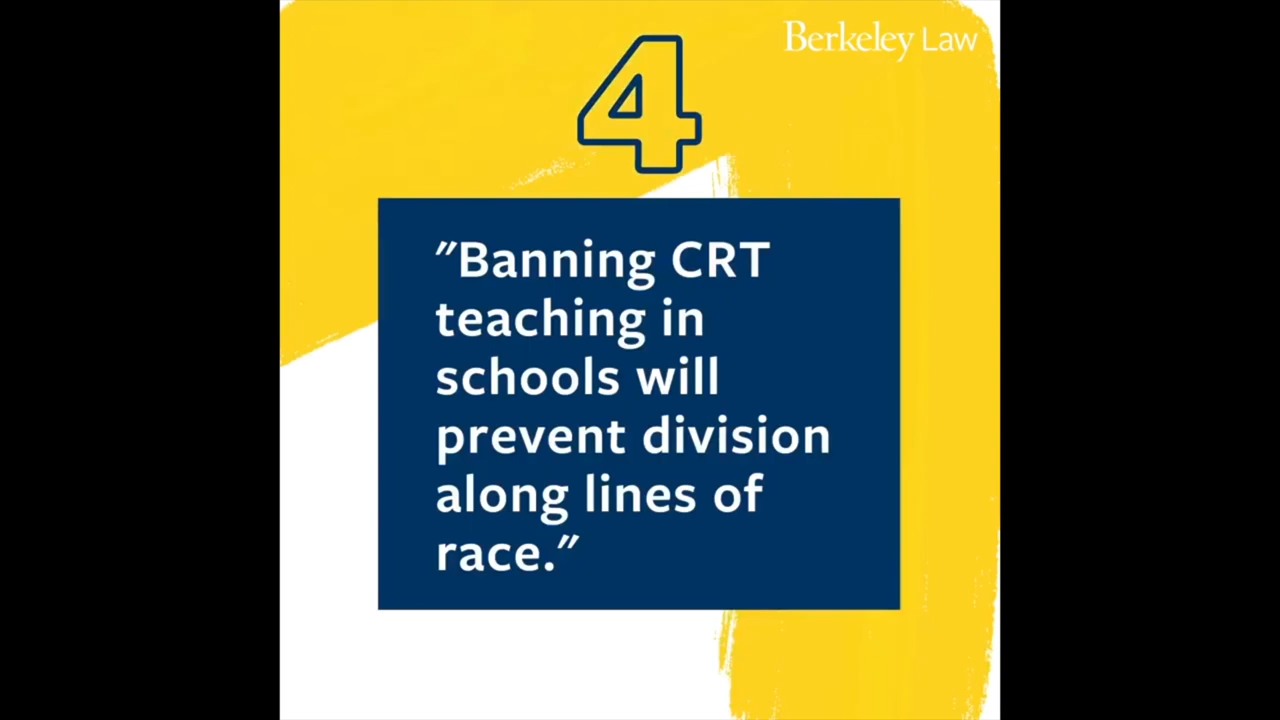 Berkeley Law
4
"Banning CRT
teaching in
schools will
prevent division
along lines of
race."